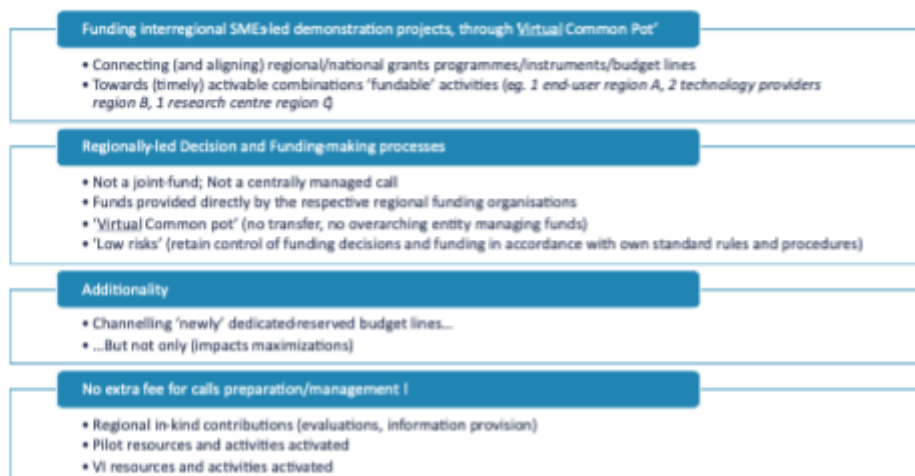 Funding interregional SMEs-led demonstration projects, through 'Virtual Common Pot'
• Connecting (and aligning) regional/national grants programmes/instruments/budget lines
• Towards (timely) activable combinations 'fundable' activities (eg. 1 end-user region A, 2 technology providers
region B, 1 research centre region C)
Regionally-led Decision and Funding-making processes
• Not a joint-fund; Not a centrally managed call
• Funds provided directly by the respective regional funding organisations
• 'Virtual Common pot' (no transfer, no overarching entity managing funds)
• 'Low risks' (retain control of funding decisions and funding in accordance with own standard rules and procedures)
Additionality
• Channelling 'newly' dedicated-reserved budget lines...
• ...But not only (impacts maximizations)
No extra fee for calls preparation/management !
• Regional in-kind contributions (evaluations, information provision)
• Pilot resources and activities activated
• VI resources and activities activated